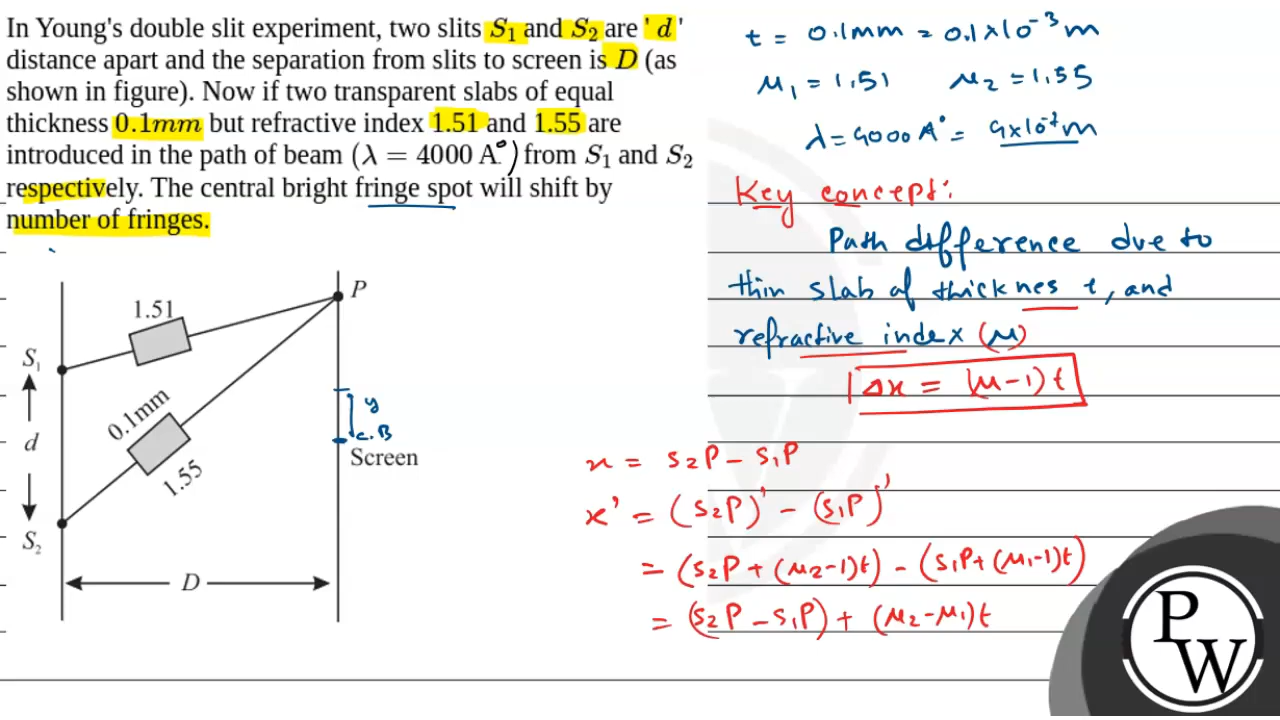 In Young's double slit experiment, two slits S₁ and S₂ are 'd'
distance apart and the separation from slits to screen is D (as
shown in figure). Now if two transparent slabs of equal
thickness 0.1mm but refractive index 1.51 and 1.55 are
introduced in the path of beam (λ = 4000 A°) from S₁ and S₂
respectively. The central bright fringe spot will shift by
number of fringes.
1.51
P
S₁
0.1mm
y
d
C.B
1.55
Screen
S₂
D
t = 0.1mm = 0.1×10⁻³m
μ₁ = 1.51 μ₂ = 1.55
λ = 4000 A° = 4×10⁻⁷m
Key concept:
Path difference due to
thin slab of thicknes t, and
refractive index (μ)
Δx = (μ-1)t
x = S₂P - S₁P
x' = (S₂P)' - (S₁P)'
= (S₂P + (μ₂-1)t) - (S₁P + (μ₁-1)t)
= (S₂P - S₁P) + (μ₂-μ₁)t
P
W